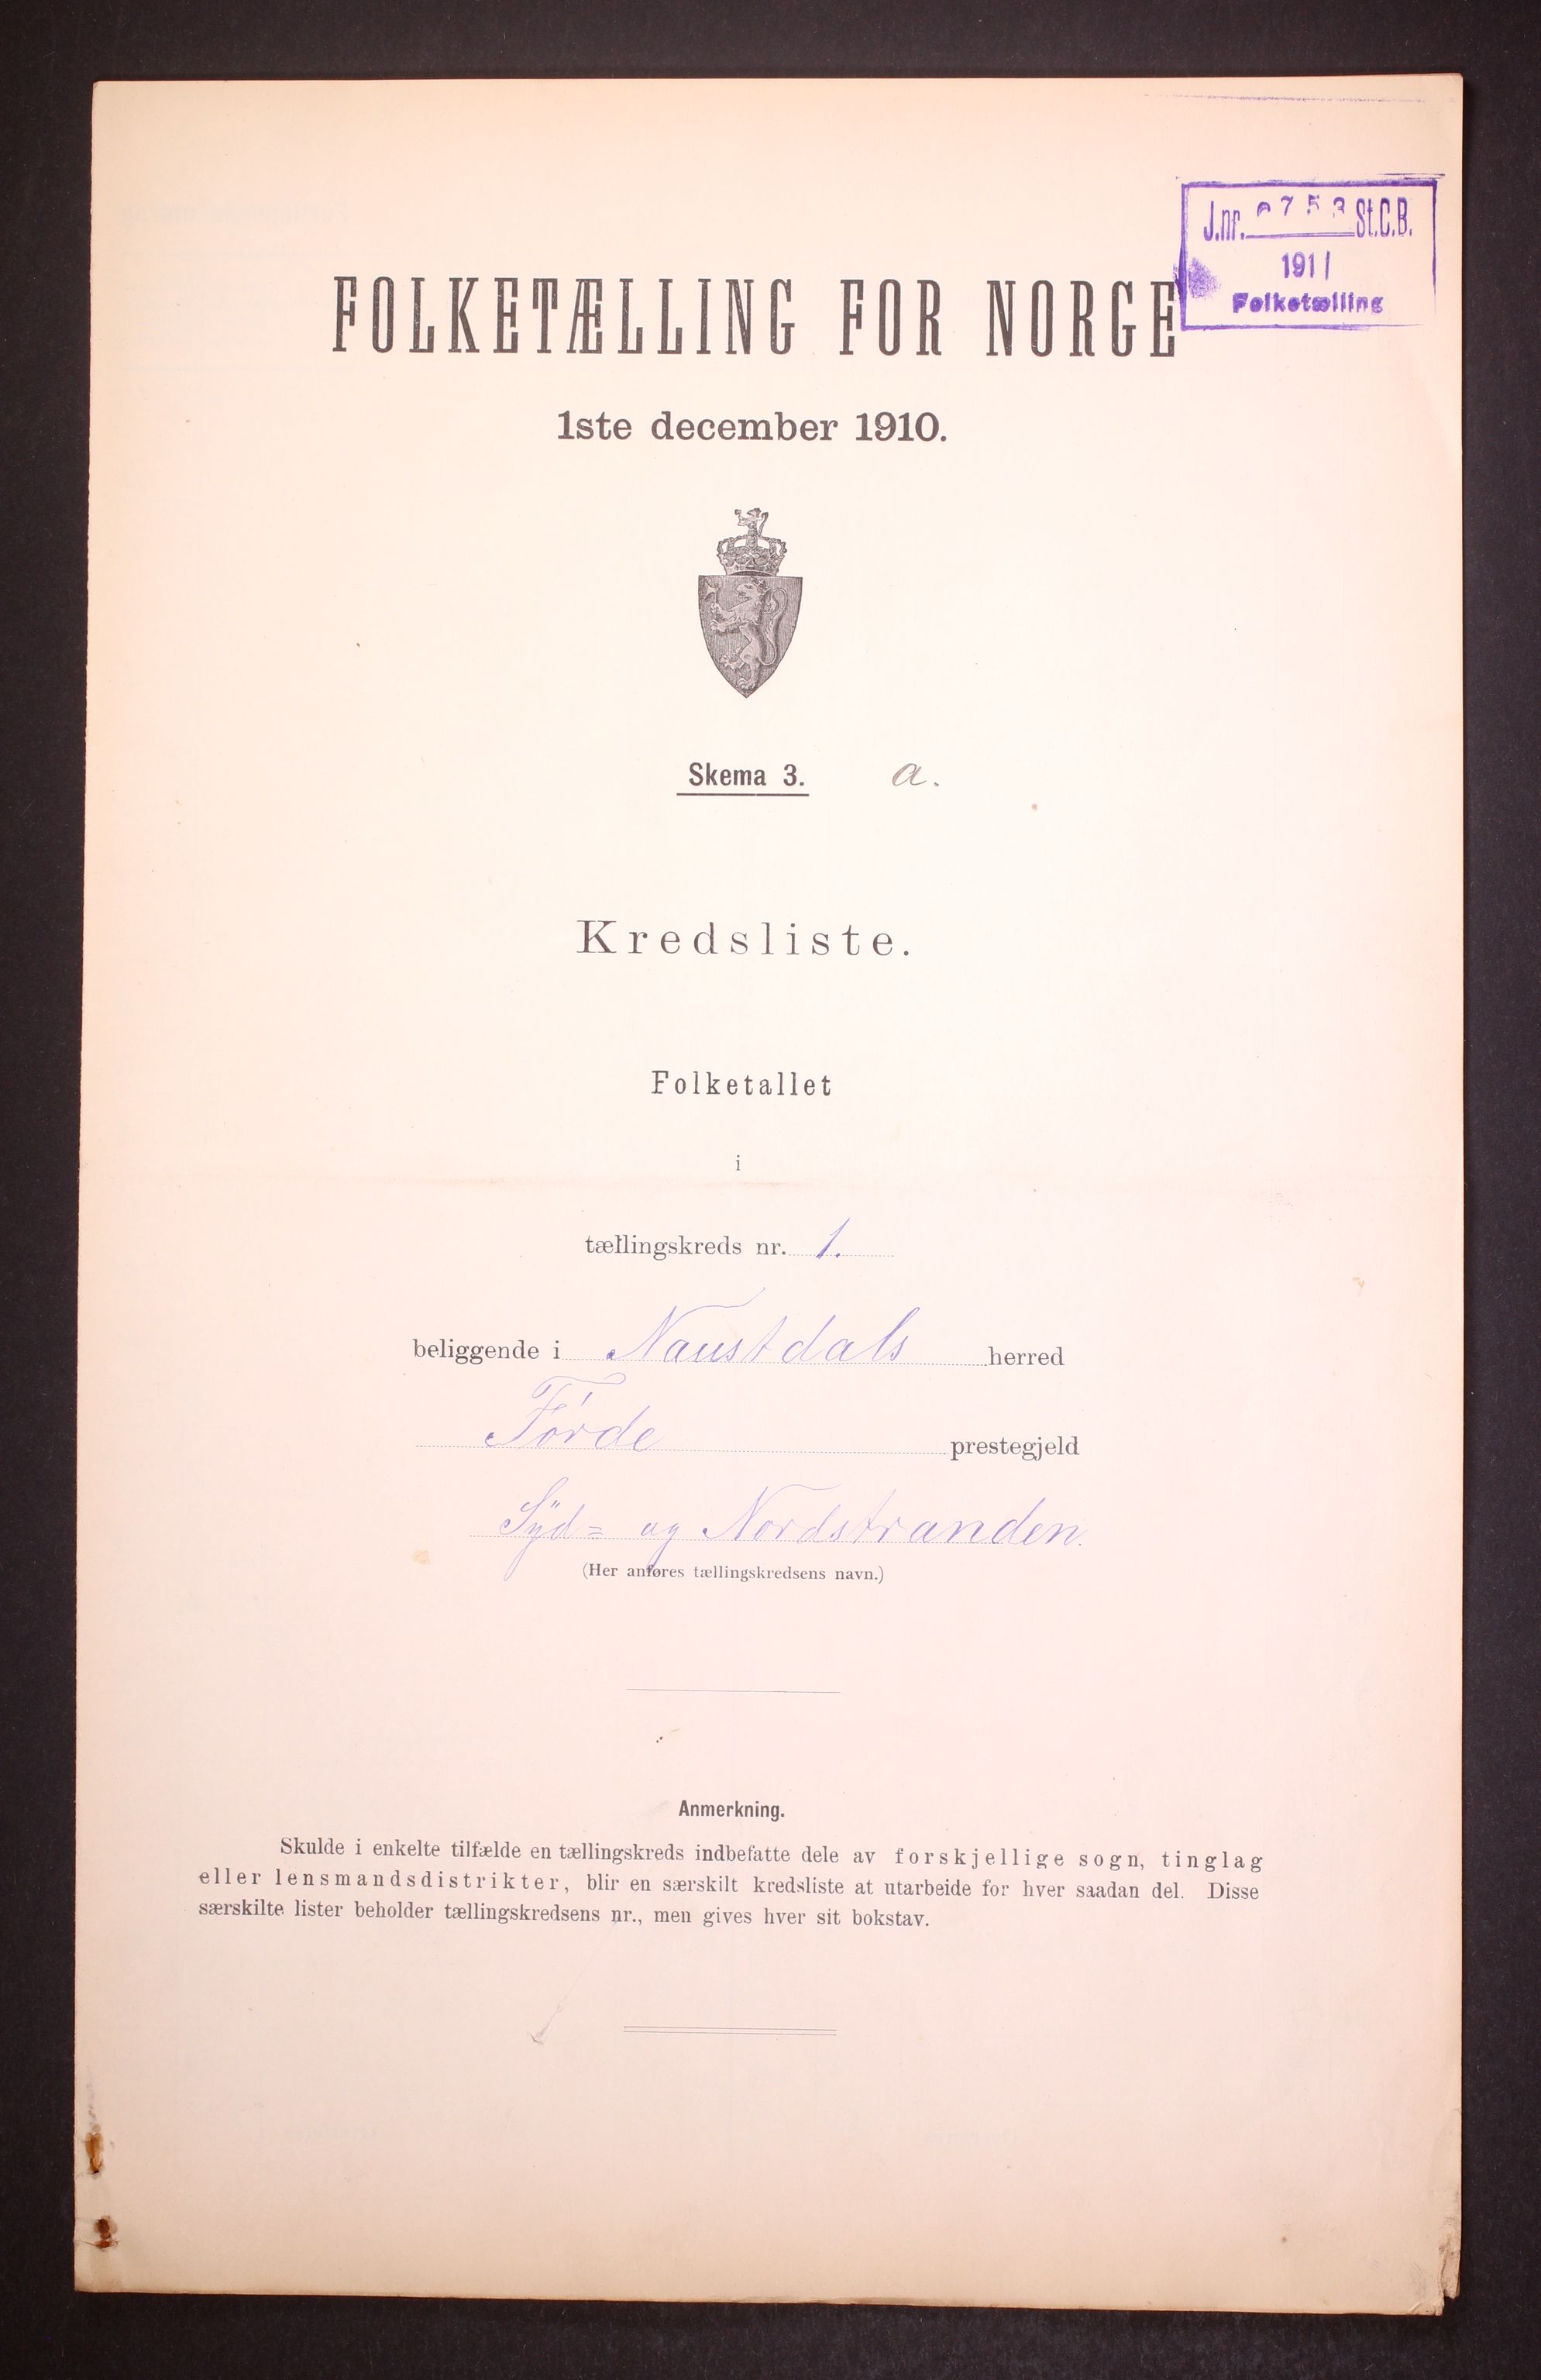 J.nr. 753 St.C.B.
1911
Folketælling
FOLKETÆLLING FOR NORGE
1ste december 1910.
Skema 3. a.
Kredsliste.
Folketallet
i
tællingskreds nr. 1.
beliggende i Naustdals herred
Førde prestegjeld
Syd- og Nordstranden.
(Her anføres tællingskredsens navn.)
Anmerkning.
Skulde i enkelte tilfælde en tællingskreds indbefatte dele av forskjellige sogn, tinglag
eller lensmandsdistrikter, blir en særskilt kredsliste at utarbeide for hver saadan del. Disse
særskilte lister beholder tællingskredsens nr., men gives hver sit bokstav.